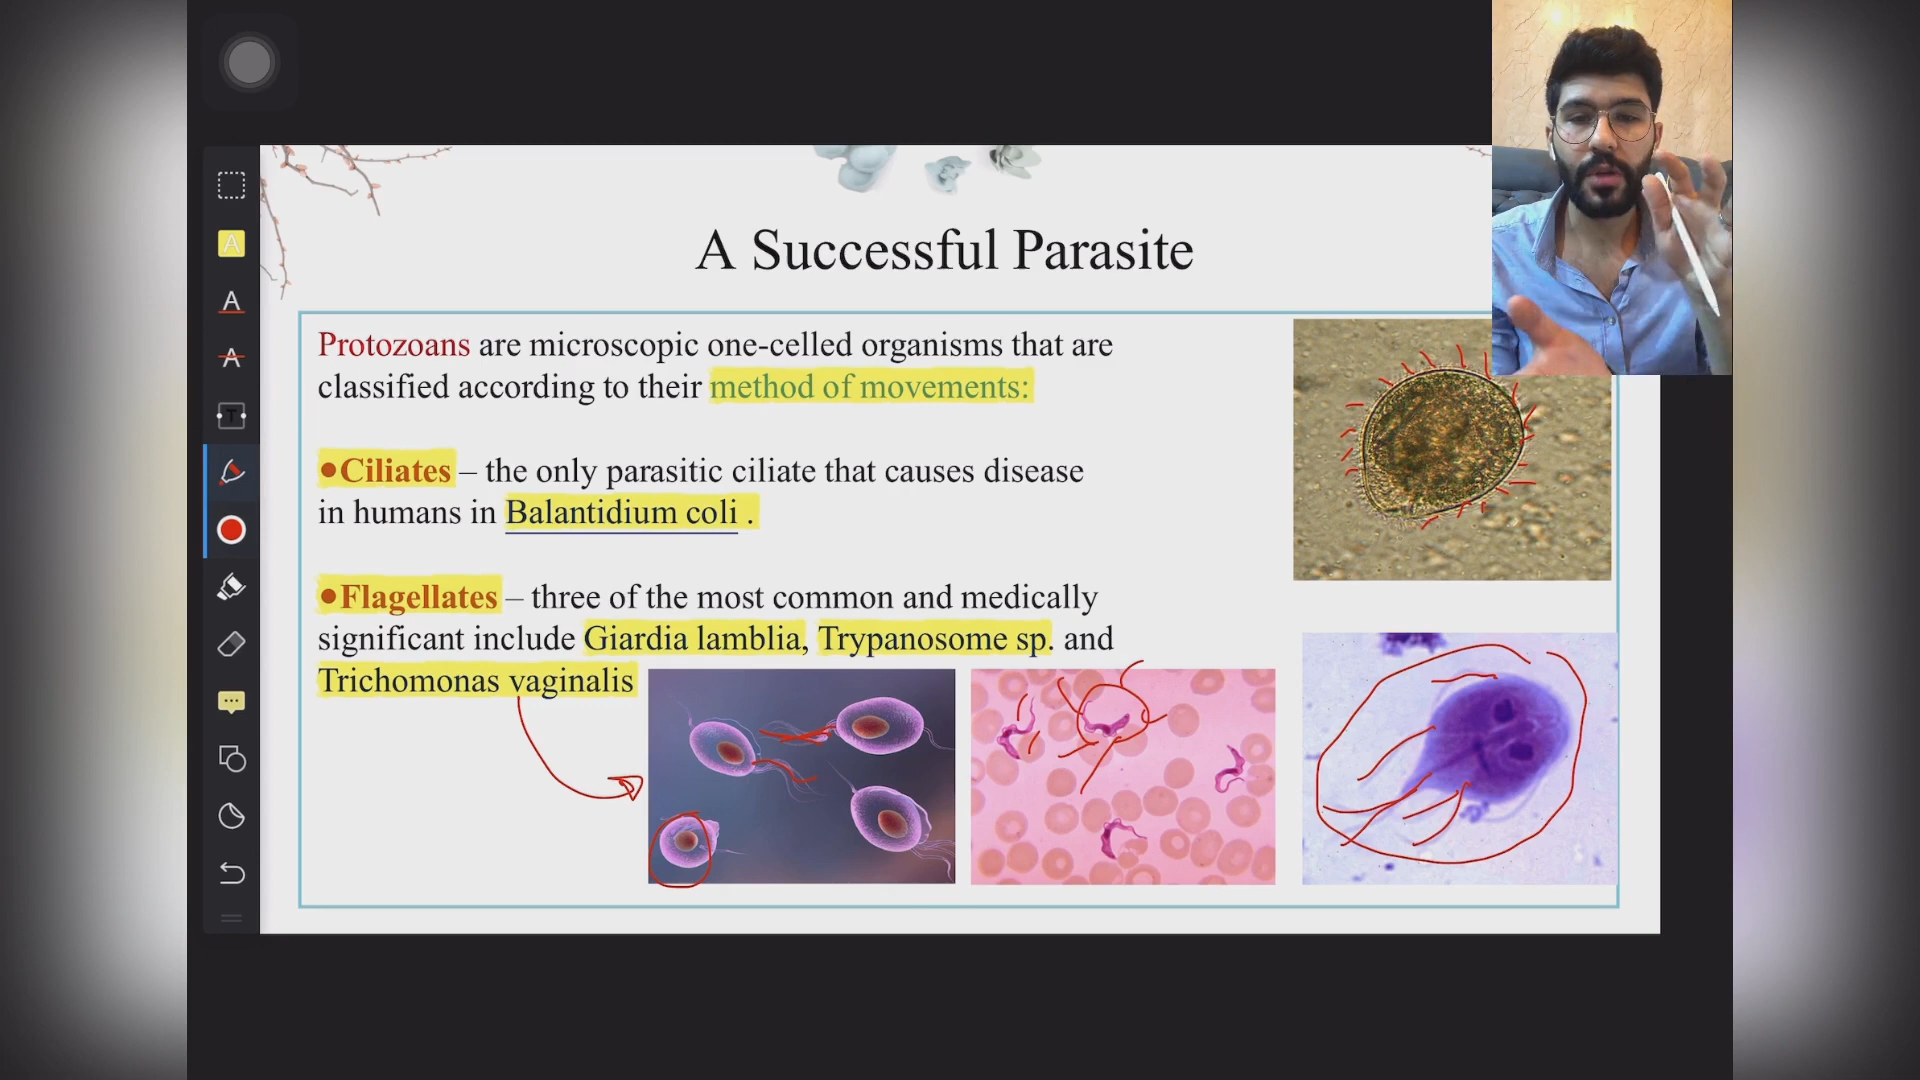 A Successful Parasite
Protozoans are microscopic one-celled organisms that are
classified according to their method of movements:
•Ciliates – the only parasitic ciliate that causes disease
in humans in Balantidium coli .
•Flagellates – three of the most common and medically
significant include Giardia lamblia, Trypanosome sp. and
Trichomonas vaginalis
A
A
A
T